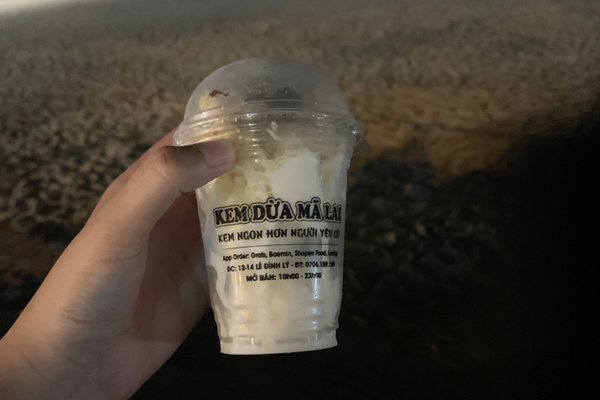 KEM DỪA MÃ LAI
KEM NGON HƠN NGƯỜI YÊU CŨ
App Order: Grab, Baemin, Shopee Food,
ĐC: 12-14 LÊ ĐÌNH LÝ - ĐT:
MỞ BÁN: 10h00 - 23h00